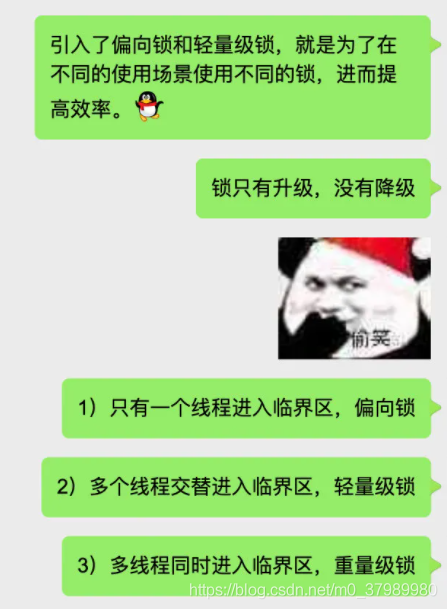 引入了偏向锁和轻量级锁，就是为了在
不同的使用场景使用不同的锁，进而提
高效率。
锁只有升级，没有降级
偷笑
1）只有一个线程进入临界区，偏向锁
2）多个线程交替进入临界区，轻量级锁
3）多线程同时进入临界区，重量级锁
https://blog.csdn.net/m0_37989980